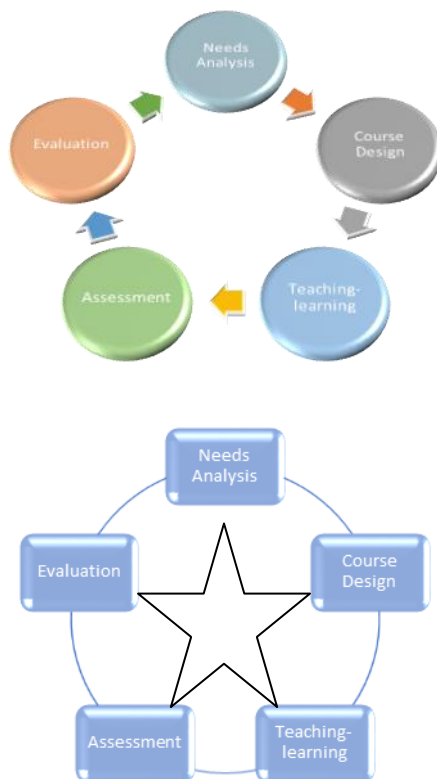 Needs
Analysis
Evaluation
Course
Design
Assessment
Teaching-
learning
Needs
Analysis
Evaluation
Course
Design
Assessment
Teaching-
learning